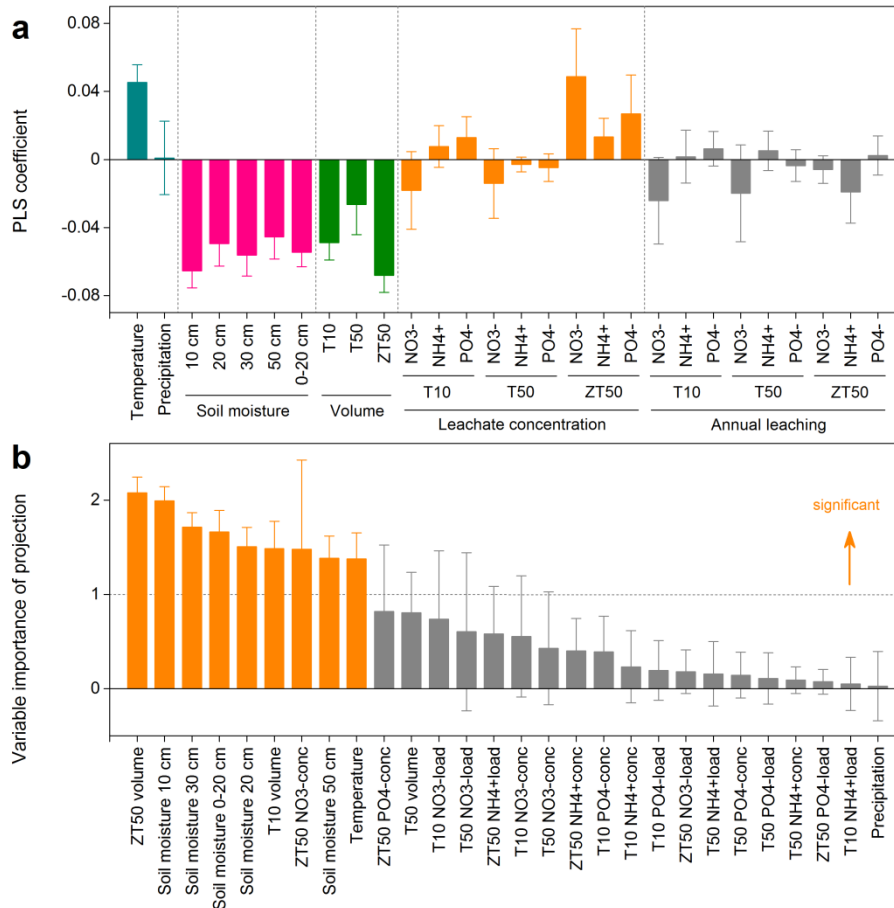 a
PLS coefficient
0.08
0.04
0
-0.04
-0.08
Temperature
Precipitation
10 cm
20 cm
30 cm
50 cm
0-20 cm
T10
T50
ZT50
NO3-
NH4+
PO4-
NO3-
NH4+
PO4-
NO3-
NH4+
PO4-
NO3-
NH4+
PO4-
NO3-
NH4+
PO4-
NO3-
NH4+
PO4-
T10
T50
ZT50
T10
T50
ZT50
Soil moisture
Volume
Leachate concentration
Annual leaching
b
Variable importance of projection
2
1
0
significant
ZT50 volume
Soil moisture 10 cm
Soil moisture 30 cm
Soil moisture 0-20 cm
Soil moisture 20 cm
T10 volume
ZT50 NO3-conc
Soil moisture 50 cm
Temperature
ZT50 PO4-conc
T50 volume
T10 NO3-load
T50 NO3-load
ZT50 NH4+load
T10 NO3-conc
T50 NO3-conc
ZT50 NH4+conc
T10 PO4-conc
T10 NH4+conc
T10 PO4-load
ZT50 NO3-load
T50 NH4+load
T50 PO4-conc
T50 PO4-load
T50 NH4+conc
ZT50 PO4-load
T10 NH4+load
Precipitation